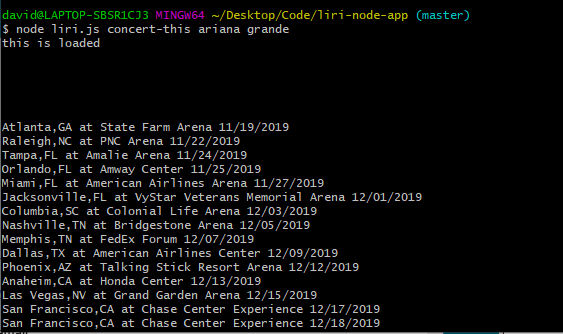 david@LAPTOP-SBSR1CJ3 MINGW64 ~/Desktop/Code/liri-node-app (master)
$ node liri.js concert-this ariana grande
this is loaded
Atlanta,GA at State Farm Arena 11/19/2019
Raleigh,NC at PNC Arena 11/22/2019
Tampa,FL at Amalie Arena 11/24/2019
Orlando,FL at Amway Center 11/25/2019
Miami,FL at American Airlines Arena 11/27/2019
Jacksonville,FL at VyStar Veterans Memorial Arena 12/01/2019
Columbia,SC at Colonial Life Arena 12/03/2019
Nashville,TN at Bridgestone Arena 12/05/2019
Memphis,TN at FedEx Forum 12/07/2019
Dallas,TX at American Airlines Center 12/09/2019
Phoenix,AZ at Talking Stick Resort Arena 12/12/2019
Anaheim,CA at Honda Center 12/13/2019
Las Vegas,NV at Grand Garden Arena 12/15/2019
San Francisco,CA at Chase Center Experience 12/17/2019
San Francisco,CA at Chase Center Experience 12/18/2019